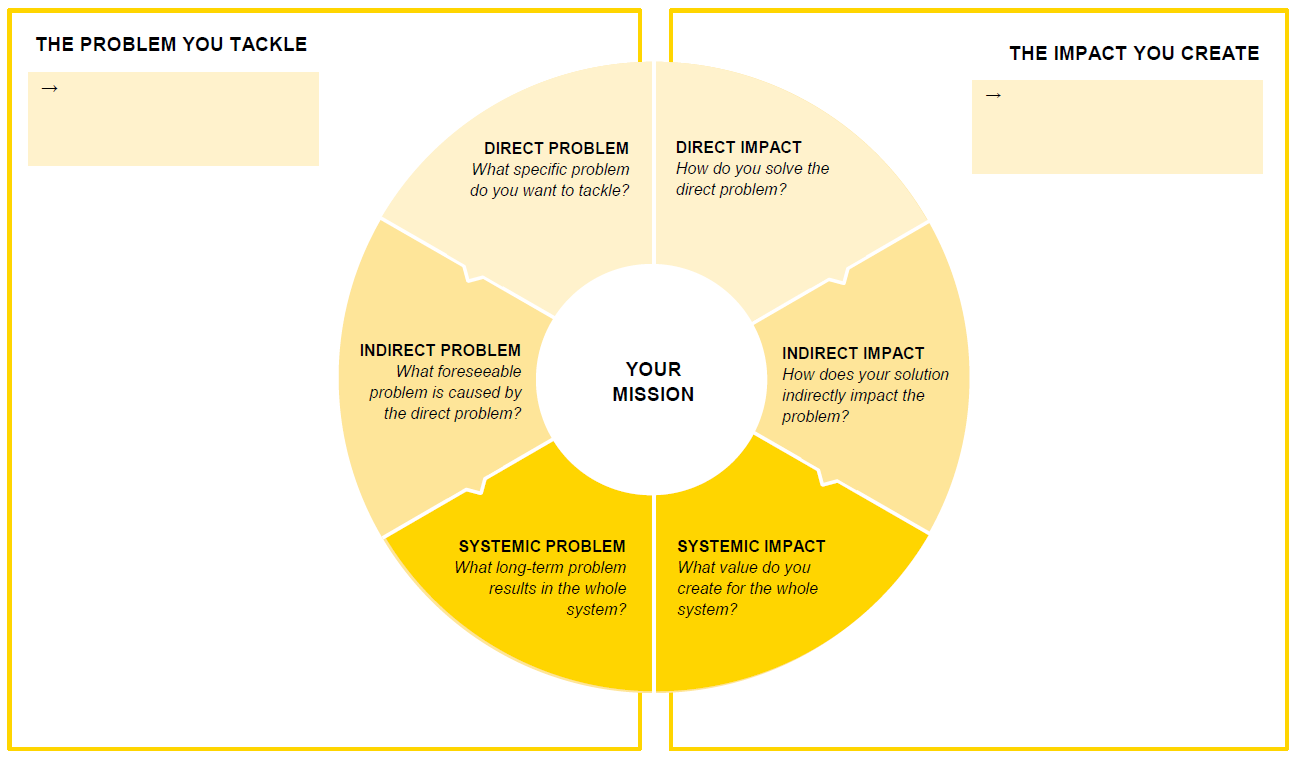 THE PROBLEM YOU TACKLE
→
DIRECT PROBLEM
What specific problem
do you want to tackle?
INDIRECT PROBLEM
What foreseeable
problem is caused by
the direct problem?
SYSTEMIC PROBLEM
What long-term problem
results in the whole
system?
YOUR
MISSION
THE IMPACT YOU CREATE
→
DIRECT IMPACT
How do you solve the
direct problem?
INDIRECT IMPACT
How does your solution
indirectly impact the
problem?
SYSTEMIC IMPACT
What value do you
create for the whole
system?